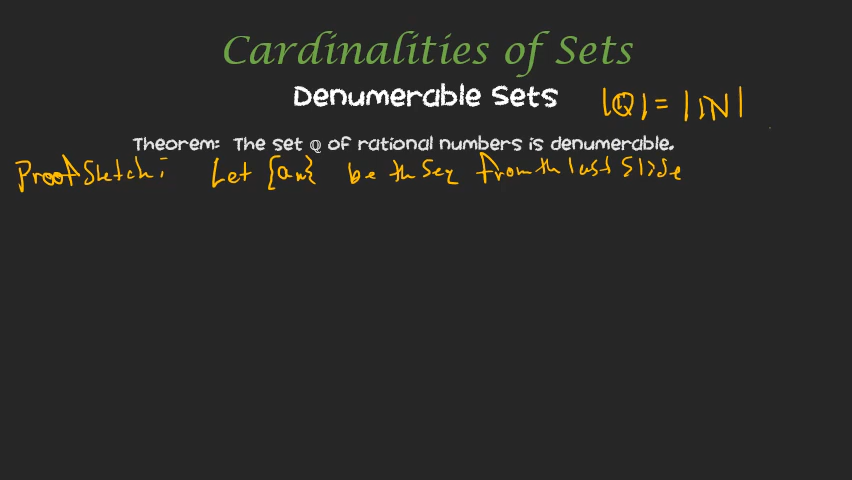 Cardinalities of Sets
Denumerable Sets |ℚ| = |ℕ|
Theorem: The set ℚ of rational numbers is denumerable.
Proof Sketch: Let {aₙ} be the Seq from the last Slide